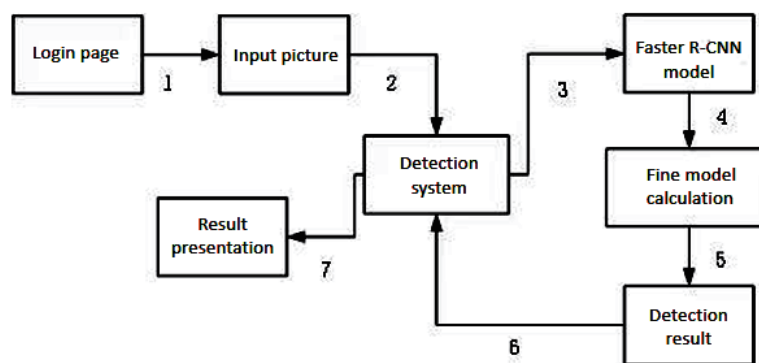 Login page
1
Input picture
2
Detection
system
3
Faster R-CNN
model
4
Fine model
calculation
5
Detection
result
6
Result
presentation
7